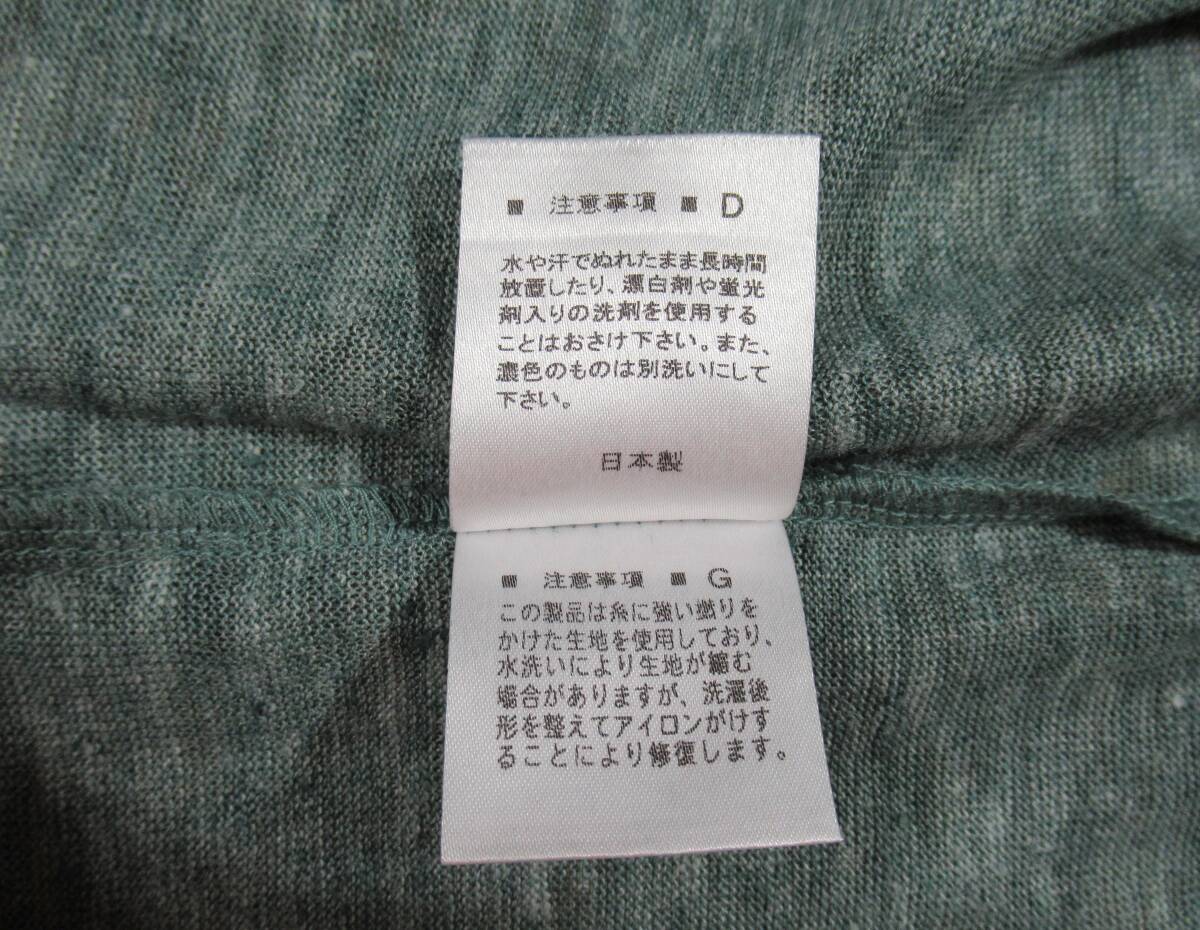 ■ 注意事項 ■ D
水や汗でぬれたまま長時間
放置したり、漂白剤や蛍光
剤入りの洗剤を使用する
ことはおさけ下さい。また、
濃色のものは別洗いにして
下さい。
日本製
■ 注意事項 ■ G
この製品は糸に強い撚りを
かけた生地を使用しており、
水洗いにより生地が縮む
場合がありますが、洗濯後
形を整えてアイロンがけす
ることにより修復します。